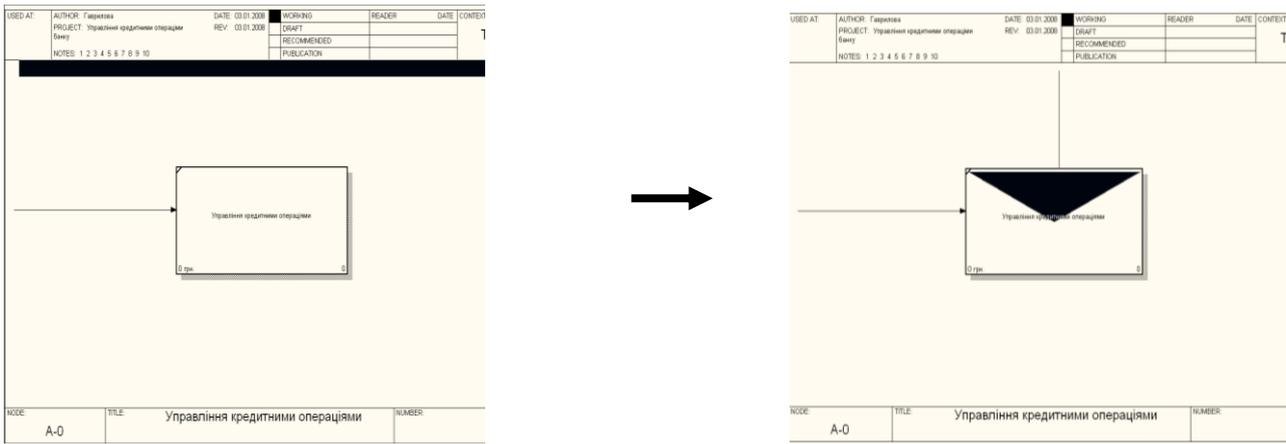 USED AT: AUTHOR: Гаврилова DATE: 03.01.2008 WORKING READER DATE CONTEXT
PROJECT: Управління кредитними операціми REV: 03.01.2008 DRAFT
банку
RECOMMENDED
NOTES: 1 2 3 4 5 6 7 8 9 10 PUBLICATION
Управління кредитними операціями
0 грн. 0
NODE: TITLE: Управління кредитними операціями NUMBER:
A-0
USED AT: AUTHOR: Гаврилова DATE: 03.01.2008 WORKING READER DATE CONTEXT
PROJECT: Управління кредитними операціми REV: 03.01.2008 DRAFT
банку
RECOMMENDED
NOTES: 1 2 3 4 5 6 7 8 9 10 PUBLICATION
Управління кредитними операціями
0 грн. 0
NODE: TITLE: Управління кредитними операціями NUMBER:
A-0